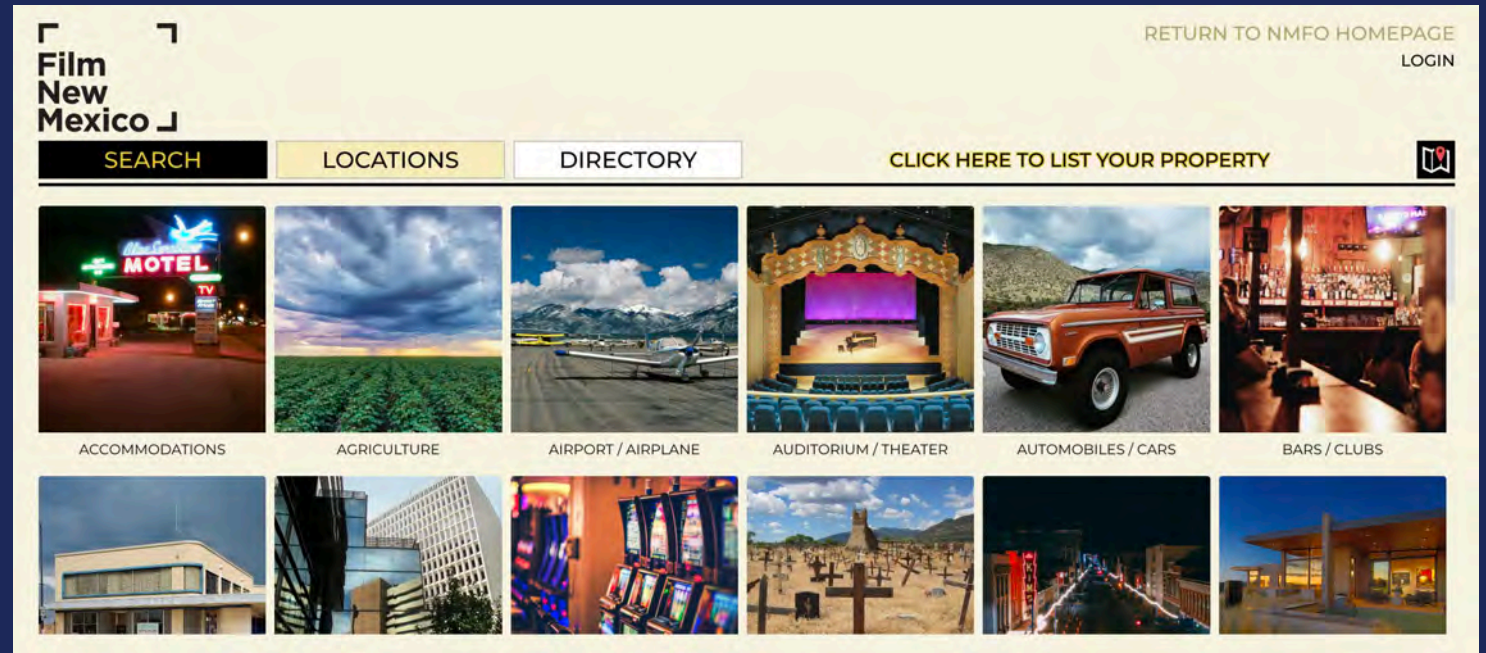 Film
New
Mexico
RETURN TO NMFO HOMEPAGE
LOGIN
SEARCH
LOCATIONS
DIRECTORY
CLICK HERE TO LIST YOUR PROPERTY
MOTEL
TV
ACCOMMODATIONS
AGRICULTURE
AIRPORT / AIRPLANE
AUDITORIUM / THEATER
AUTOMOBILES / CARS
BARS / CLUBS